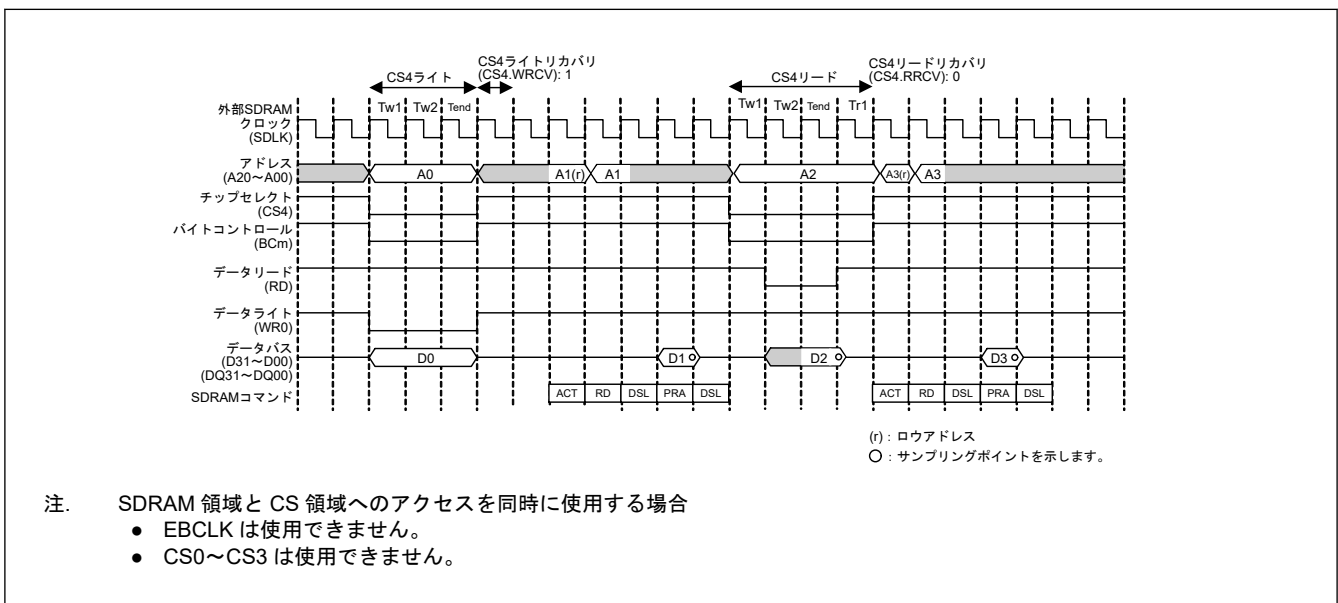 CS4ライト
CS4ライトリカバリ
(CS4.WRCV): 1
CS4リード
CS4リードリカバリ
(CS4.RRCV): 0
外部SDRAM
クロック
(SDLK)
Tw1 Tw2 Tend
Tw1 Tw2 Tend Tr1
アドレス
(A20～A00)
A0 A1(r) A1 A2 A3(r) A3
チップセレクト
(CS4)
バイトコントロール
(BCm)
データリード
(RD)
データライト
(WR0)
データバス
(D31～D00)
(DQ31～DQ00)
D0 D1 D2 D3
SDRAMコマンド
ACT RD DSL PRA DSL ACT RD DSL PRA DSL
(r)：ロウアドレス
○：サンプリングポイントを示します。
注. SDRAM 領域と CS 領域へのアクセスを同時に使用する場合
● EBCLK は使用できません。
● CS0～CS3 は使用できません。